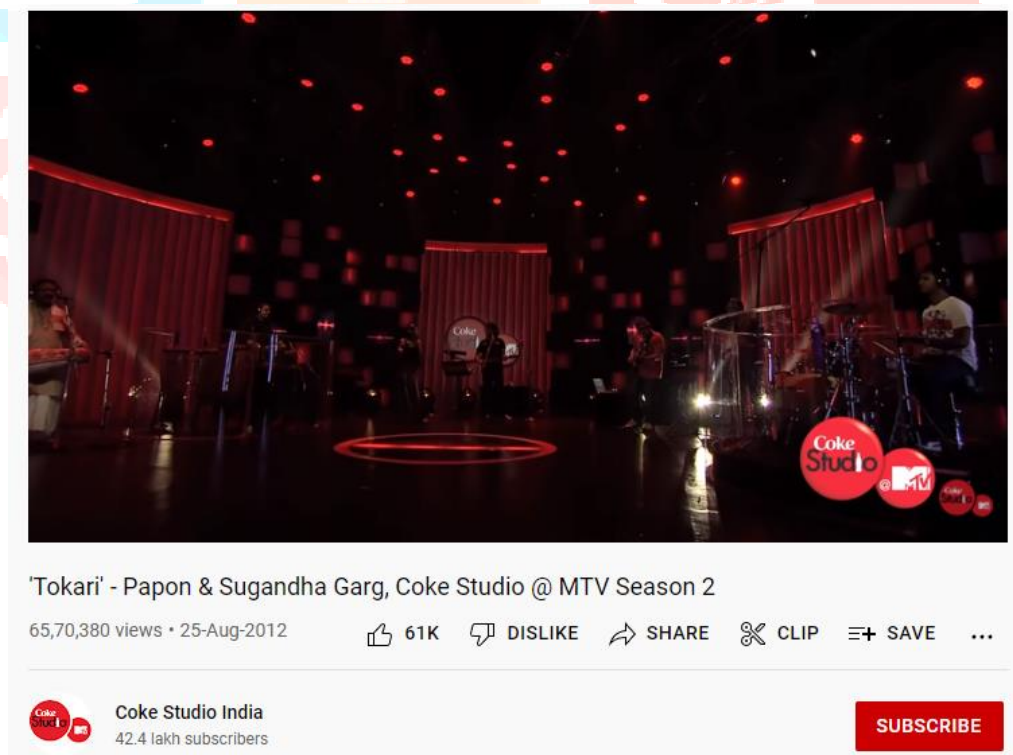 Coke
Coke
Studio
@ MTV
'Tokari' - Papon & Sugandha Garg, Coke Studio @ MTV Season 2
65,70,380 views • 25-Aug-2012
61K DISLIKE SHARE CLIP SAVE ...
Coke Studio India
42.4 lakh subscribers
SUBSCRIBE